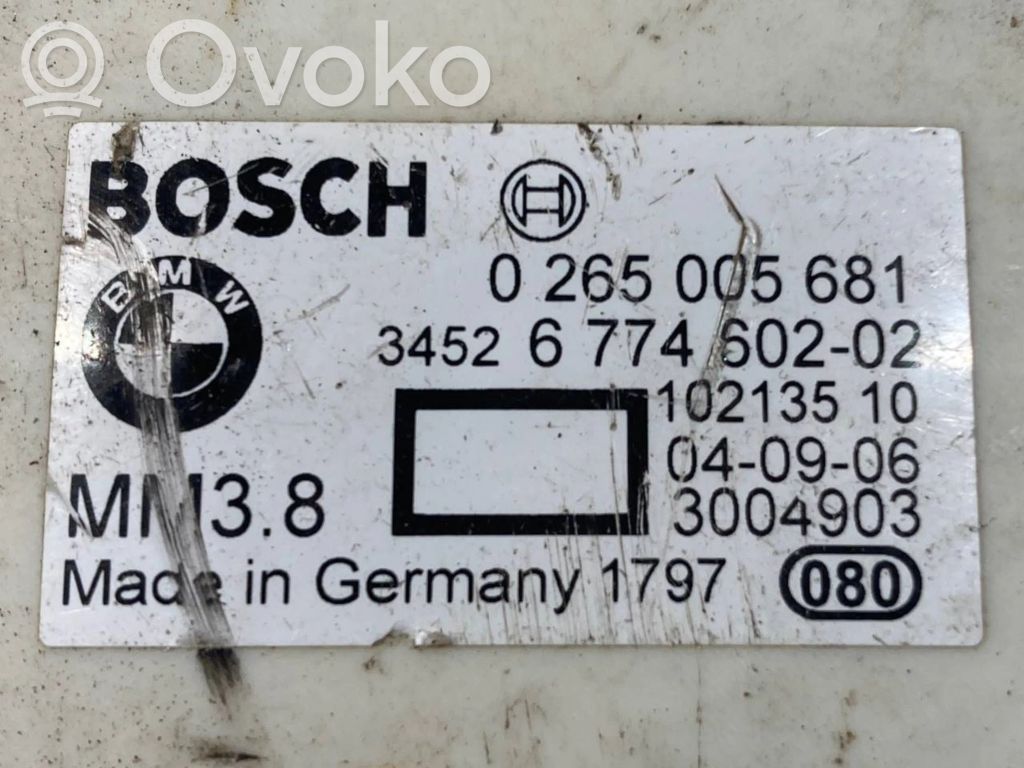 Ovoko
BOSCH
BMW
0 265 005 681
3452 6 774 602-02
102135 10
04-09-06
3004903
MM3.8
Made in Germany 1797
080